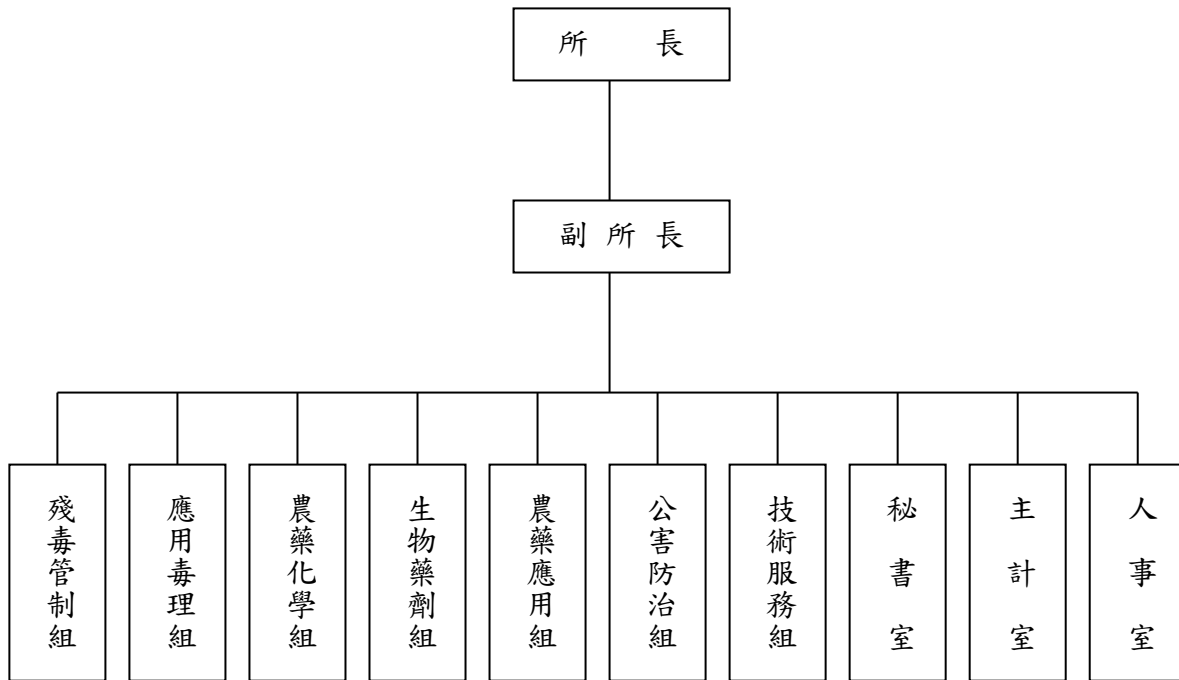 所長
副所長
殘毒管制組
應用毒理組
農藥化學組
生物藥劑組
農藥應用組
公害防治組
技術服務組
秘書室
主計室
人事室